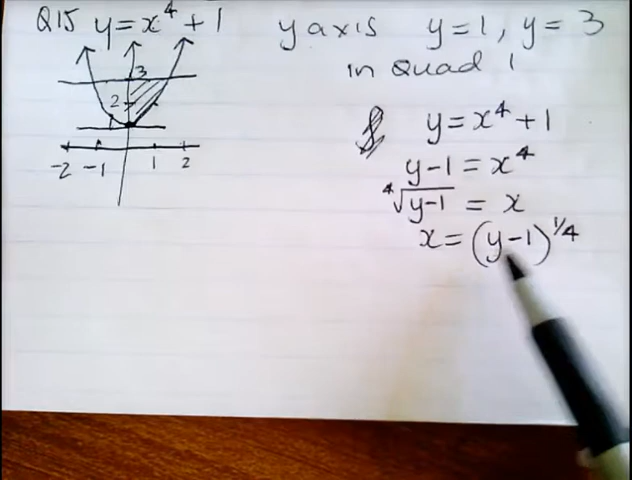 Q15 y = x⁴ + 1 y axis y = 1, y = 3
in Quad 1
3
2
1
-2 -1 1 2
y = x⁴ + 1
y - 1 = x⁴
⁴√(y-1) = x
x = (y-1)^1/4